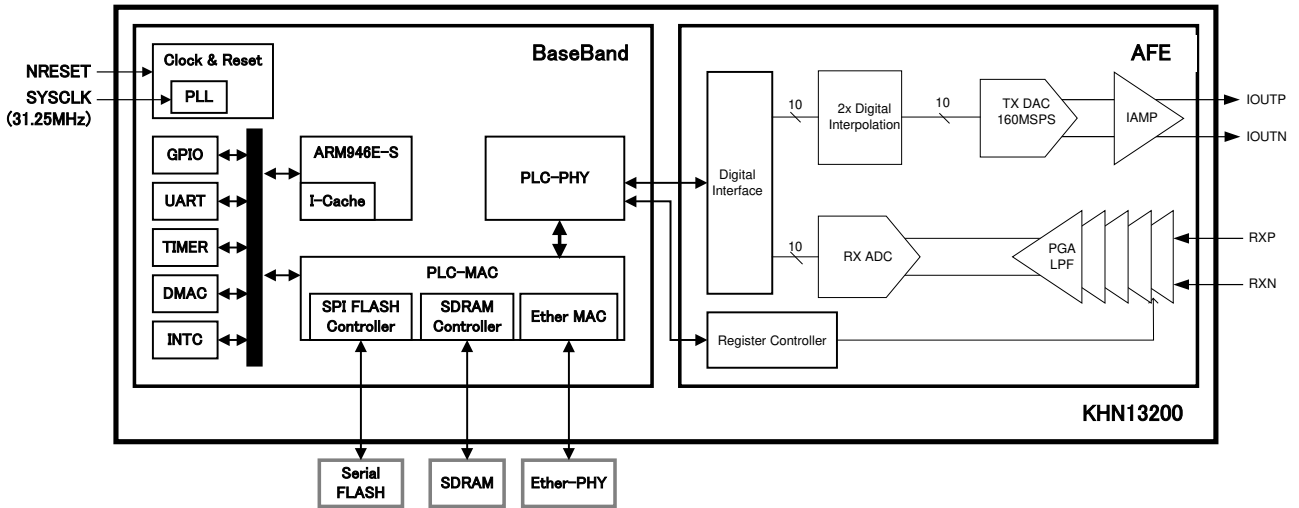 BaseBand
AFE
Clock & Reset
PLL
NRESET
SYSCLK
(31.25MHz)
GPIO
UART
TIMER
DMAC
INTC
ARM946E-S
I-Cache
PLC-PHY
PLC-MAC
SPI FLASH
Controller
SDRAM
Controller
Ether MAC
Digital
Interface
10
2x Digital
Interpolation
10
TX DAC
160MSPS
IAMP
IOUTP
IOUTN
10
RX ADC
PGA
LPF
RXP
RXN
Register Controller
KHN13200
Serial
FLASH
SDRAM
Ether-PHY